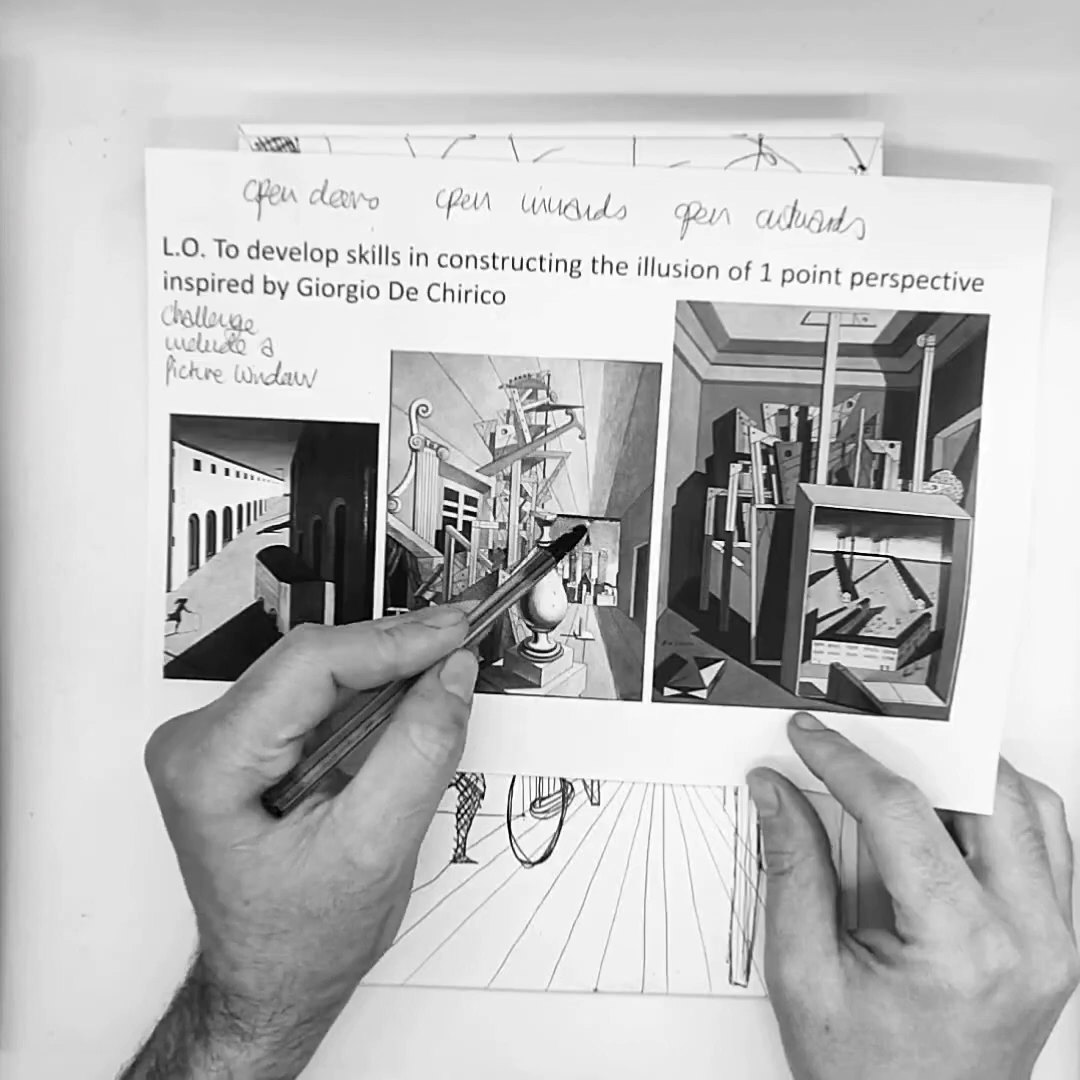 open doors open inwards open outwards
L.O. To develop skills in constructing the illusion of 1 point perspective
inspired by Giorgio De Chirico
challenge
include a
picture window